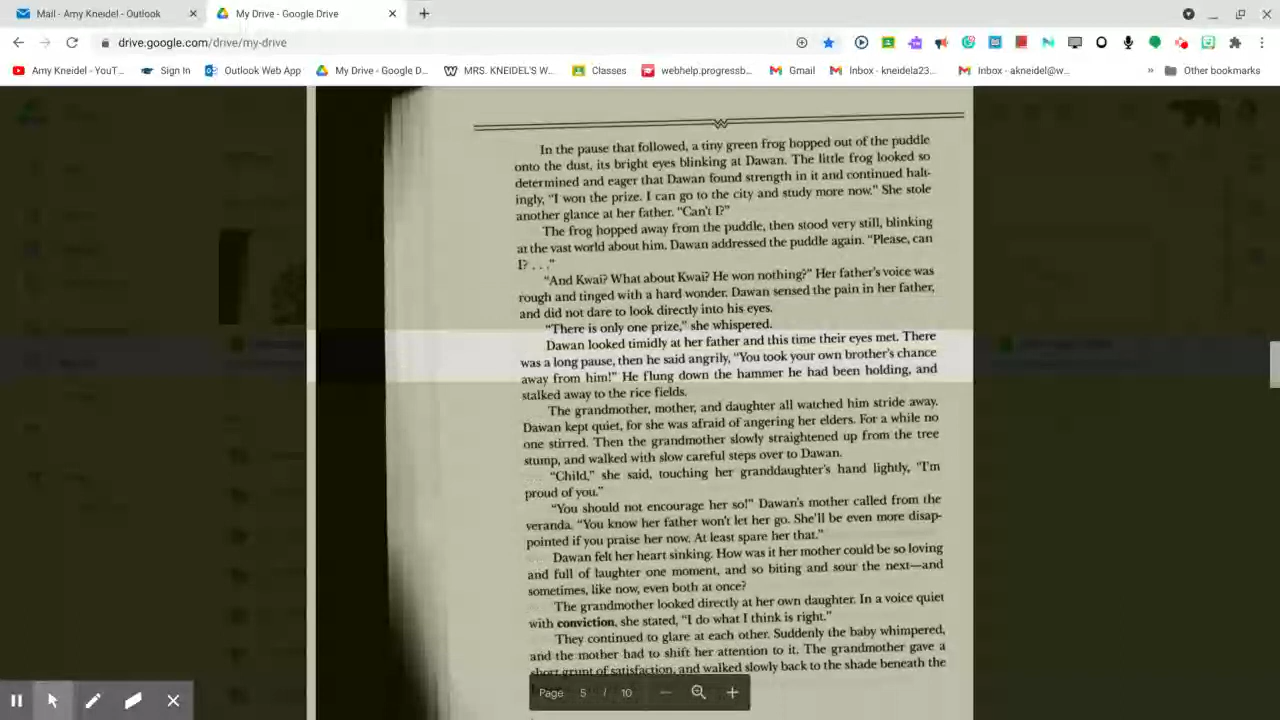 Mail - Amy Kneidel - Outlook
My Drive - Google Drive
drive.google.com/drive/my-drive
Amy Kneidel - YouT...
Sign In
Outlook Web App
My Drive - Google D...
MRS. KNEIDEL'S W...
Classes
webhelp.progressb...
Gmail
Inbox - kneidela23...
Inbox - akneidel@w...
»
Other bookmarks
In the pause that followed, a tiny green frog hopped out of the puddle
onto the dust, its bright eyes blinking at Dawan. The little frog looked so
determined and eager that Dawan found strength in it and continued halt-
ingly, “I won the prize. I can go to the city and study more now.” She stole
another glance at her father. “Can't I?”
The frog hopped away from the puddle, then stood very still, blinking
at the vast world about him. Dawan addressed the puddle again. “Please, can
I? . . .”
“And Kwai? What about Kwai? He won nothing?” Her father's voice was
rough and tinged with a hard wonder. Dawan sensed the pain in her father,
and did not dare to look directly into his eyes.
“There is only one prize,” she whispered.
Dawan looked timidly at her father and this time their eyes met. There
was a long pause, then he said angrily, “You took your own brother's chance
away from him!” He flung down the hammer he had been holding, and
stalked away to the rice fields.
The grandmother, mother, and daughter all watched him stride away.
Dawan kept quiet, for she was afraid of angering her elders. For a while no
one stirred. Then the grandmother slowly straightened up from the tree
stump, and walked with slow careful steps over to Dawan.
“Child,” she said, touching her granddaughter's hand lightly, “I'm
proud of you.”
“You should not encourage her so!” Dawan's mother called from the
veranda. “You know her father won't let her go. She'll be even more disap-
pointed if you praise her now. At least spare her that.”
Dawan felt her heart sinking. How was it her mother could be so loving
and full of laughter one moment, and so biting and sour the next—and
sometimes, like now, even both at once?
The grandmother looked directly at her own daughter. In a voice quiet
with conviction, she stated, “I do what I think is right.”
They continued to glare at each other. Suddenly the baby whimpered,
and the mother had to shift her attention to it. The grandmother gave a
short grunt of satisfaction, and walked slowly back to the shade beneath the
Page 5 / 10